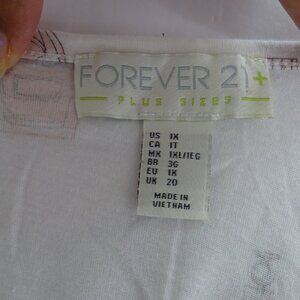 FOREVER 21+
PLUS SIZES
US 1X
CA 1T
MX 1XL/1EG
BR 3G
EU 1X
UK 20
MADE IN
VIETNAM